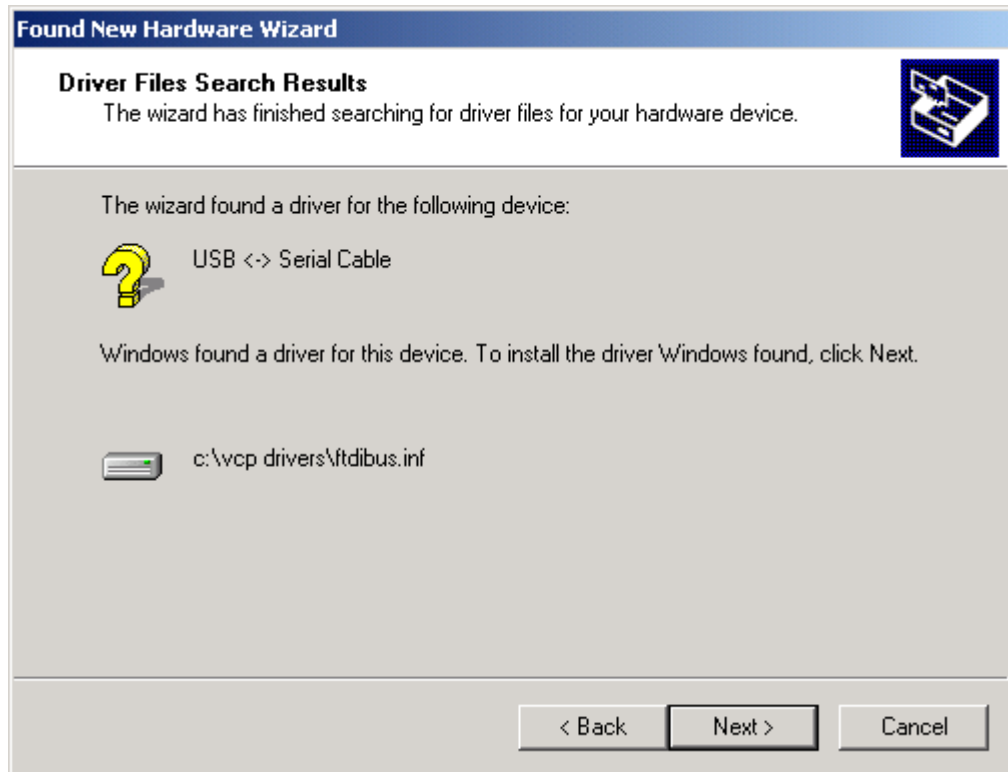 Found New Hardware Wizard
Driver Files Search Results
The wizard has finished searching for driver files for your hardware device.
The wizard found a driver for the following device:
USB <-> Serial Cable
Windows found a driver for this device. To install the driver Windows found, click Next.
c:\vcp drivers\ftdibus.inf
< Back Next > Cancel